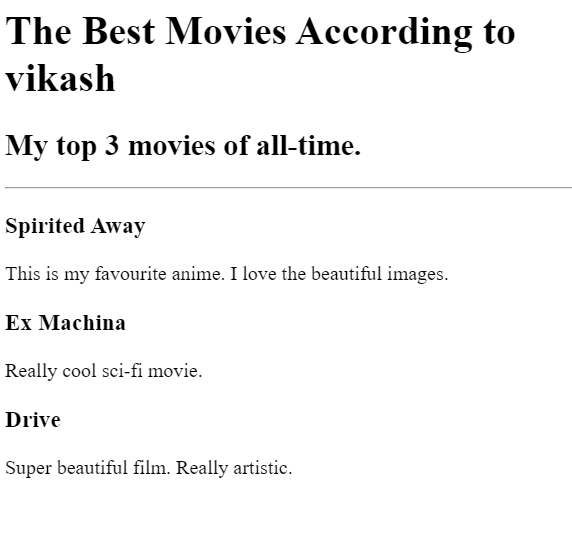 The Best Movies According to
vikash
My top 3 movies of all-time.
Spirited Away
This is my favourite anime. I love the beautiful images.
Ex Machina
Really cool sci-fi movie.
Drive
Super beautiful film. Really artistic.